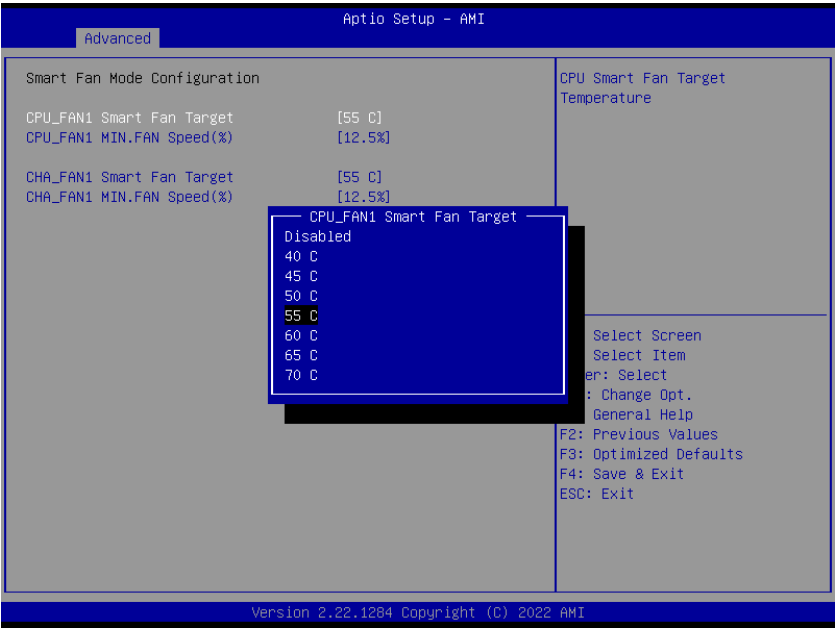 Aptio Setup – AMI
Advanced
Smart Fan Mode Configuration
CPU_FAN1 Smart Fan Target [55 C]
CPU_FAN1 MIN.FAN Speed(%) [12.5%]
CHA_FAN1 Smart Fan Target [55 C]
CHA_FAN1 MIN.FAN Speed(%) [12.5%]
CPU_FAN1 Smart Fan Target
Disabled
40 C
45 C
50 C
55 C
60 C
65 C
70 C
CPU Smart Fan Target
Temperature
Select Screen
Select Item
er: Select
: Change Opt.
General Help
F2: Previous Values
F3: Optimized Defaults
F4: Save & Exit
ESC: Exit
Version 2.22.1284 Copyright (C) 2022 AMI